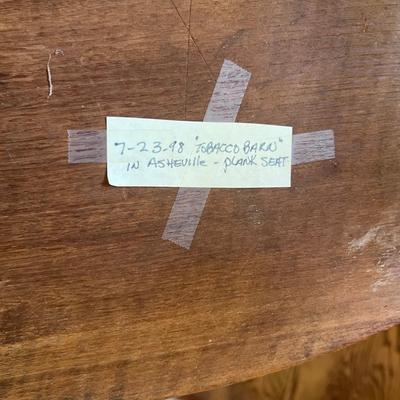 7-23-98 "TOBACCO BARN"
IN ASHEVIllE - PLANK SEAT